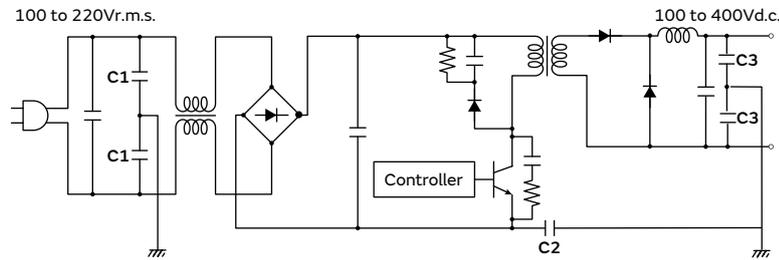 100 to 220Vr.m.s.
100 to 400Vd.c.
C1
C3
C3
C1
Controller
C2